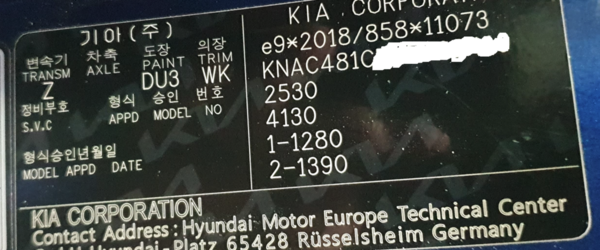 기아 (주)
변속기 차축 도장 의장
TRANSM AXLE PAINT TRIM
Z DU3 WK
정비부호 형식 승인 번호
S.V.C APPD MODEL NO
형식승인년월일
MODEL APPD DATE
KIA CORPORATION
e9*2018/858*11073
KNAC481C
2530
4130
1-1280
2-1390
KIA CORPORATION
Contact Address : Hyundai Motor Europe Technical Center
-Platz 65428 Rüsselsheim Germany